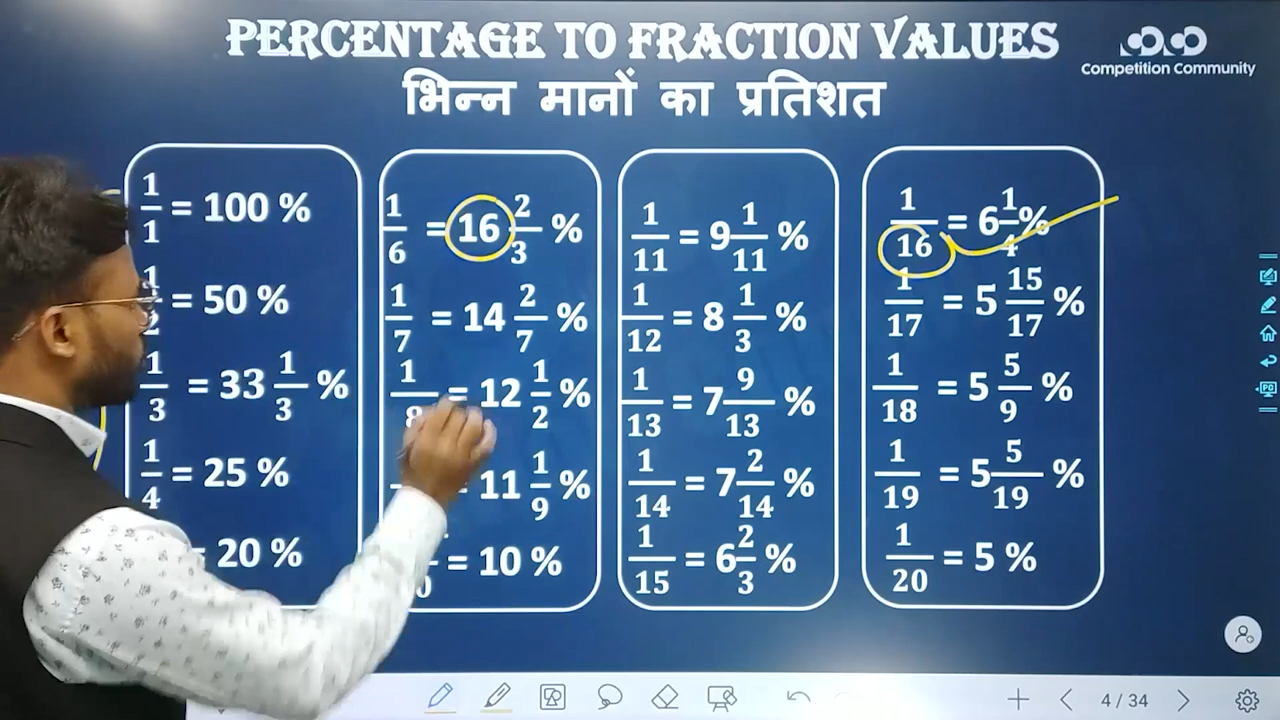 PERCENTAGE TO FRACTION VALUES
भिन्न मानों का प्रतिशत
Competition Community
1/1 = 100 %
1/2 = 50 %
1/3 = 33 1/3 %
1/4 = 25 %
= 20 %
1/6 = 16 2/3 %
1/7 = 14 2/7 %
1/8 = 12 1/2 %
= 11 1/9 %
= 10 %
1/11 = 9 1/11 %
1/12 = 8 1/3 %
1/13 = 7 9/13 %
1/14 = 7 2/14 %
1/15 = 6 2/3 %
1/16 = 6 1/4 %
1/17 = 5 15/17 %
1/18 = 5 5/9 %
1/19 = 5 5/19 %
1/20 = 5 %
4 / 34